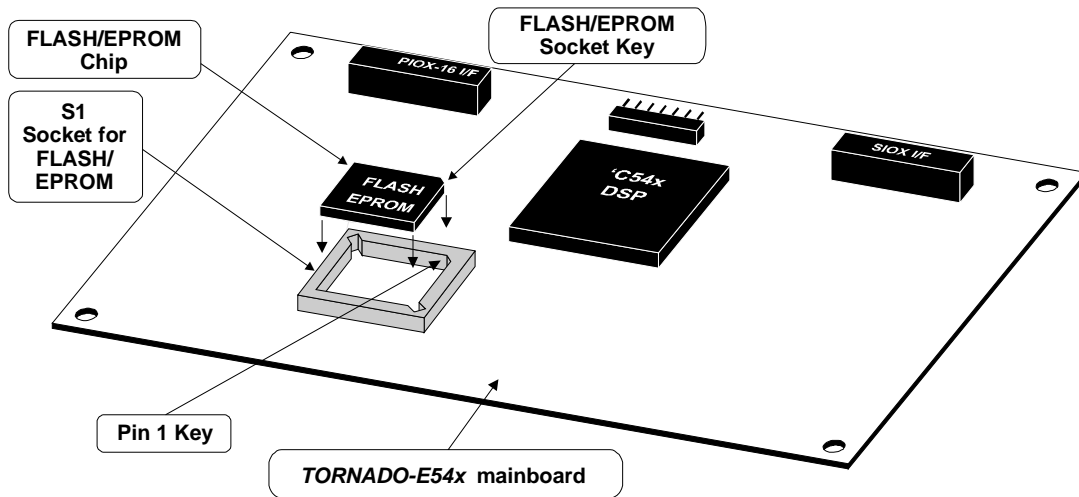 FLASH/EPROM
Chip
FLASH/EPROM
Socket Key
S1
Socket for
FLASH/
EPROM
PIOX-16 I/F
SIOX I/F
FLASH
EPROM
'C54x
DSP
Pin 1 Key
TORNADO-E54x mainboard